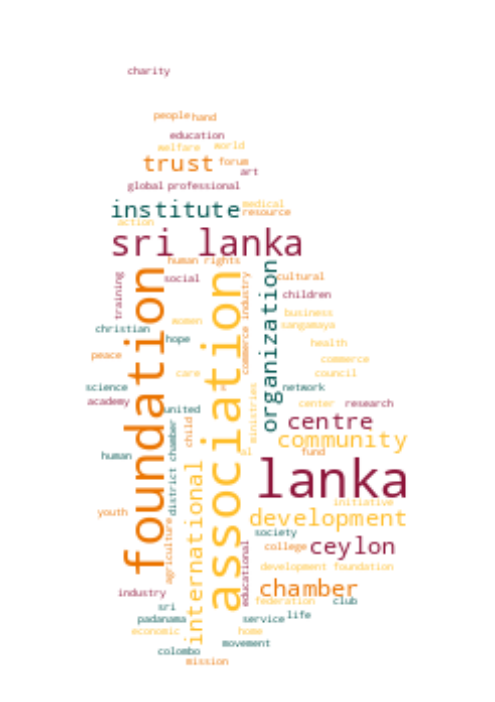 charity
people hand
education
welfare world
trust forum
art
global professional
medical
institute resource
action
sri lanka
human rights
social
cultural
training
children
foundation
association
organization
commerce industry
business
women
sangamaya
christian
hope
health
peace
commerce
care
council
science
network
academy
united
center research
ministries
centre
child
community
district chamber
human
fund
lanka
international
initiative
youth
development
agriculture
society
college ceylon
educational
development foundation
industry
chamber
sri
federation club
padanama
service life
economic
home
movement
colombo
mission